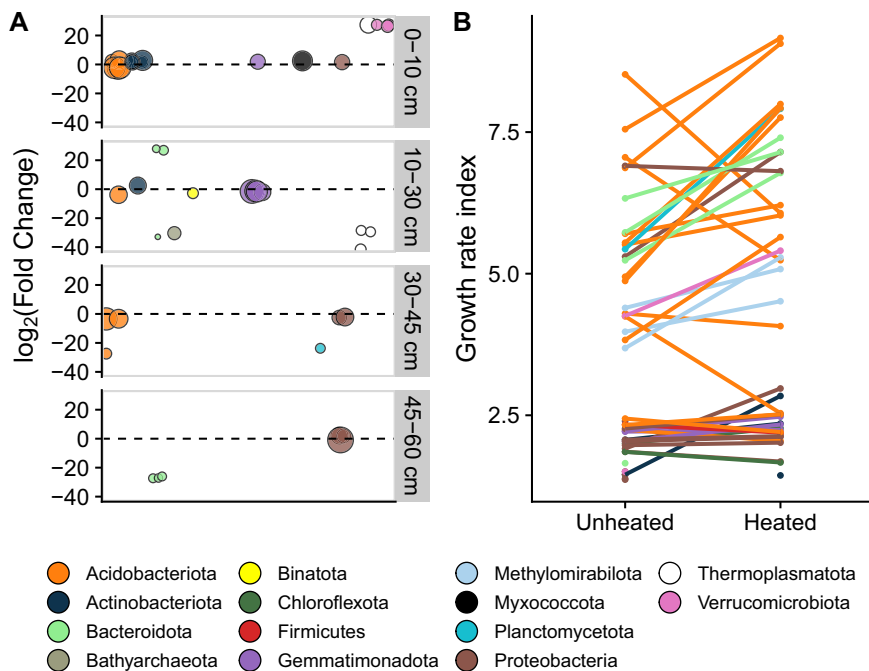 A
log₂(Fold Change)
20
0
−20
−40
0−10 cm
20
0
−20
−40
10−30 cm
20
0
−20
−40
30−45 cm
20
0
−20
−40
45−60 cm
B
Growth rate index
7.5
5.0
2.5
Unheated Heated
Acidobacteriota Binatota Methylomirabilota Thermoplasmatota
Actinobacteriota Chloroflexota Myxococcota Verrucomicrobiota
Bacteroidota Firmicutes Planctomycetota
Bathyarchaeota Gemmatimonadota Proteobacteria